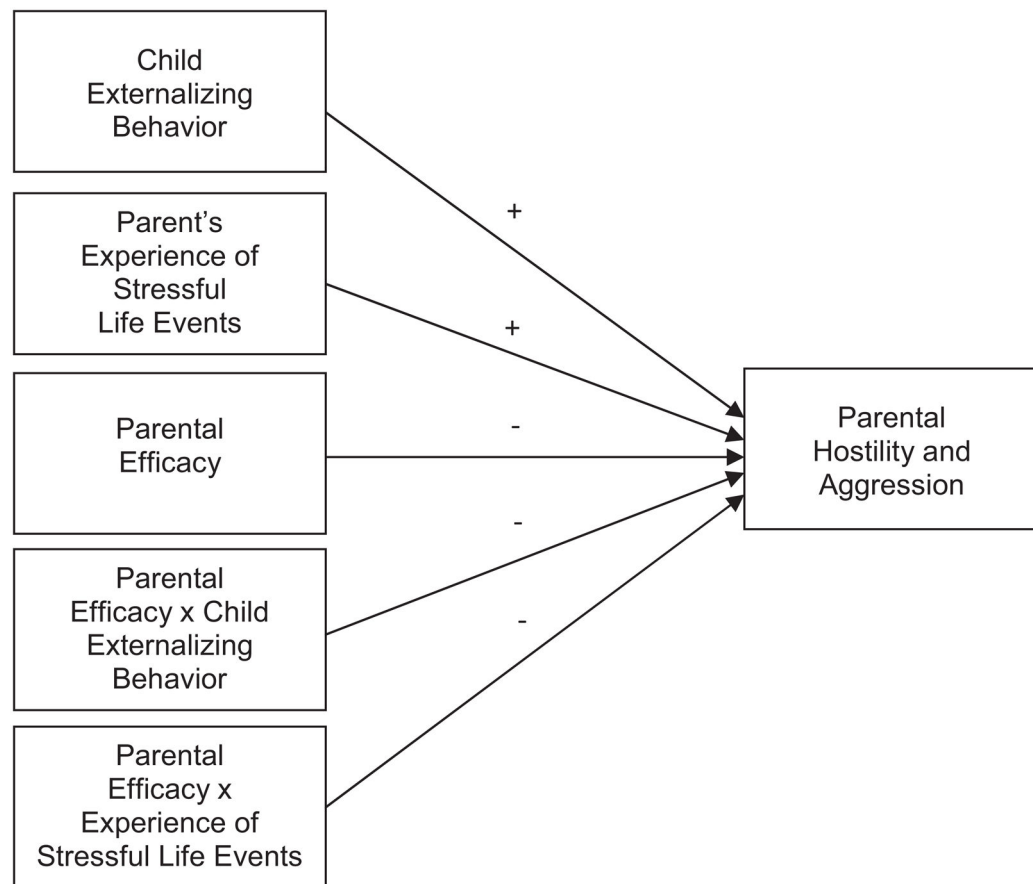 Child
Externalizing
Behavior
+
Parent’s
Experience of
Stressful
Life Events
+
Parental
Efficacy
-
Parental
Hostility and
Aggression
Parental
Efficacy x Child
Externalizing
Behavior
-
Parental
Efficacy x
Experience of
Stressful Life Events
-